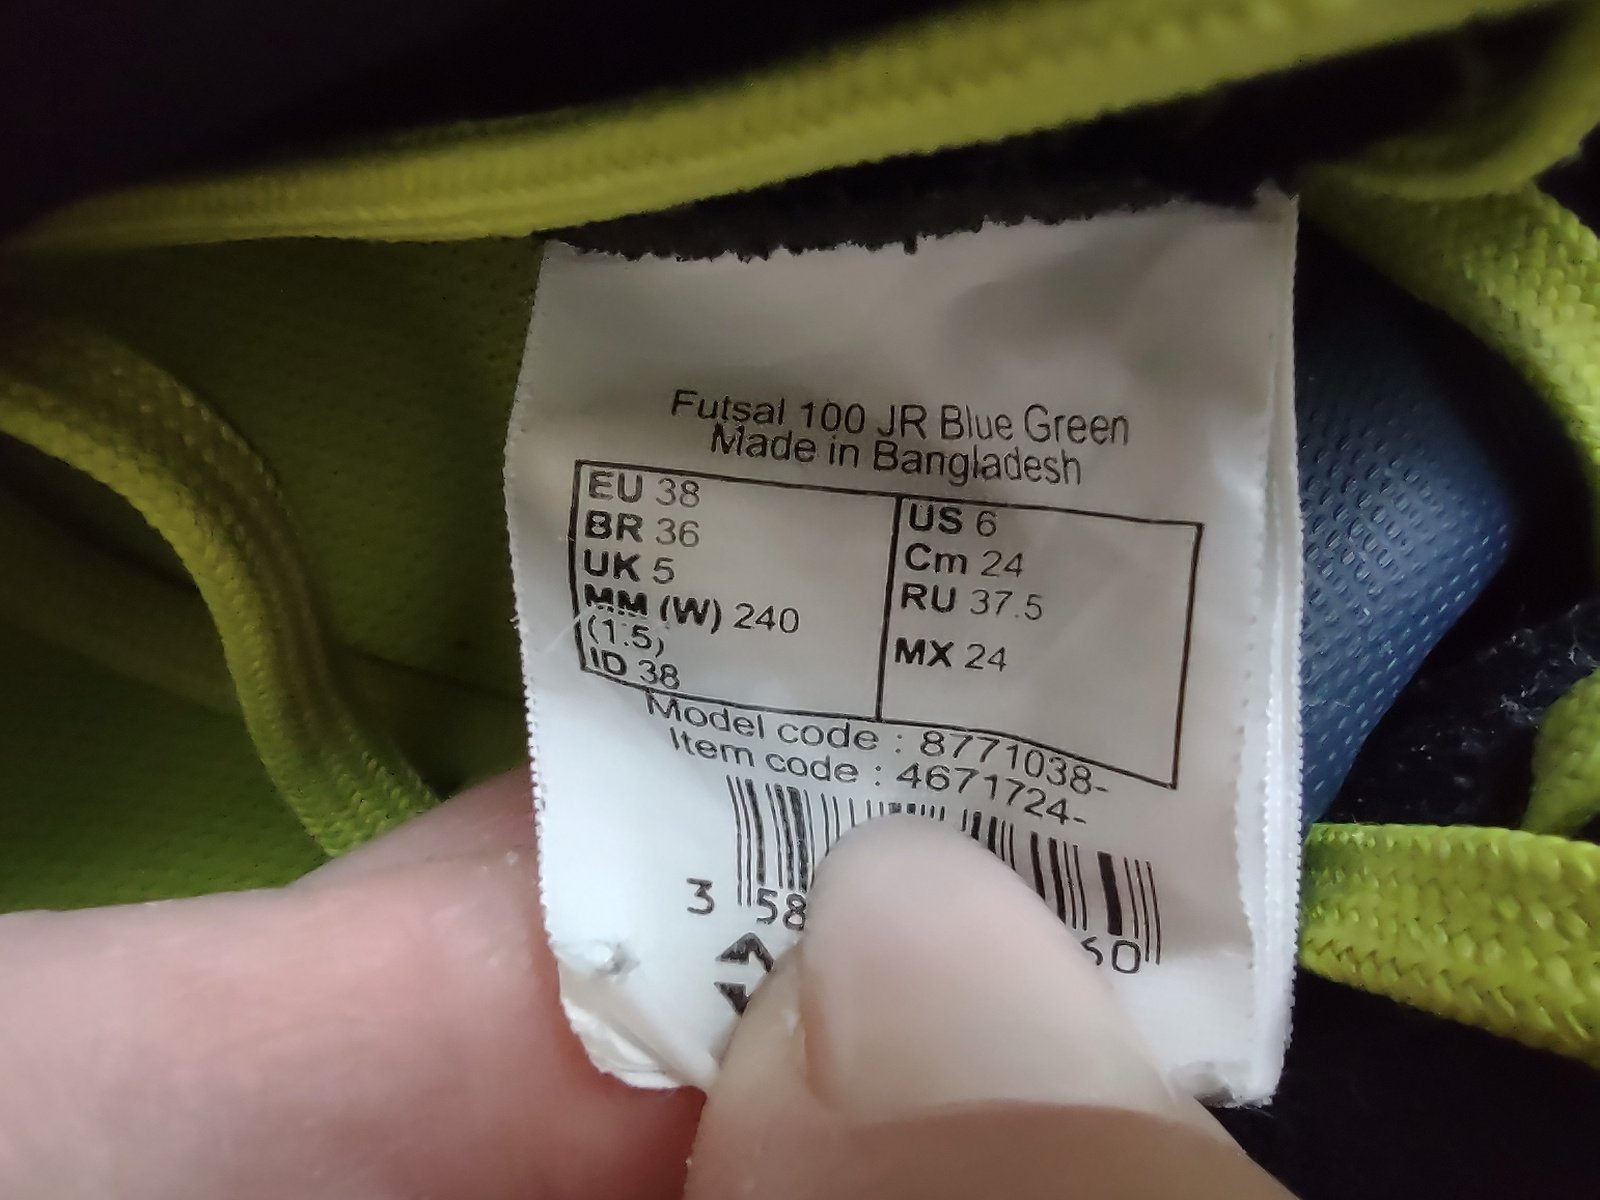 Futsal 100 JR Blue Green
Made in Bangladesh
EU 38
BR 36
UK 5
MM (W) 240
(1.5)
ID 38
US 6
Cm 24
RU 37.5
MX 24
Model code : 8771038-
Item code : 4671724-
3 58 60